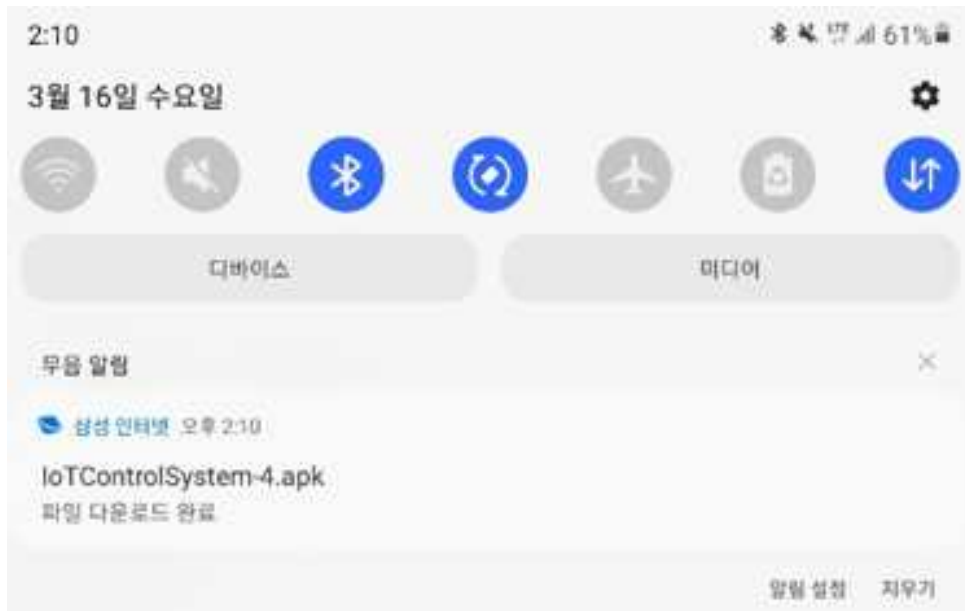 2:10 LTE 61%
3월 16일 수요일
디바이스 미디어
무음 알림
삼성 인터넷 오후 2:10
IoTControlSystem-4.apk
파일 다운로드 완료
알림 설정 지우기